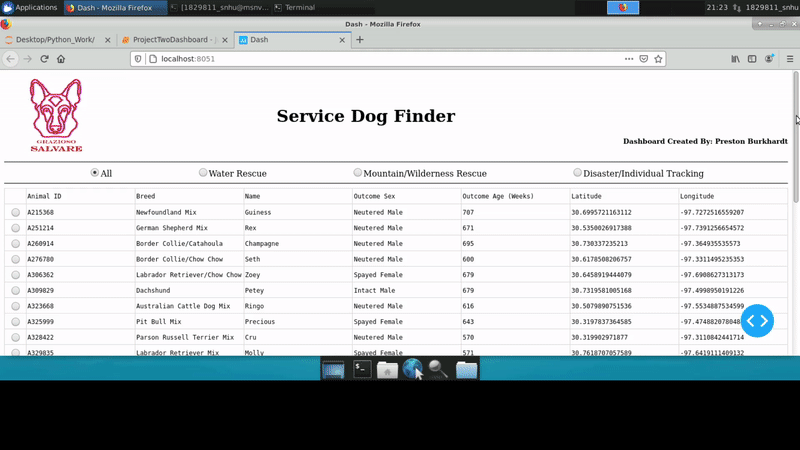 Applications Dash - Mozilla Firefox [1829811_snhu@msnv... Terminal 21:23 1829811_snhu
Dash - Mozilla Firefox
Desktop/Python_Work/ ProjectTwoDashboard - J Dash
localhost:8051
GRAZIOSO
SALVARE
Service Dog Finder
Dashboard Created By: Preston Burkhardt
All Water Rescue Mountain/Wilderness Rescue Disaster/Individual Tracking
Animal ID Breed Name Outcome Sex Outcome Age (Weeks) Latitude Longitude
A215368 Newfoundland Mix Guiness Neutered Male 707 30.6995721163112 -97.7272516559207
A251214 German Shepherd Mix Rex Neutered Male 671 30.5350026917388 -97.7391256654572
A260914 Border Collie/Catahoula Champagne Neutered Male 695 30.730337235213 -97.364935535573
A276780 Border Collie/Chow Chow Seth Neutered Male 600 30.6178508206757 -97.3311495235353
A306362 Labrador Retriever/Chow Chow Zoey Spayed Female 679 30.6458919444079 -97.6908627313173
A309829 Dachshund Petey Intact Male 679 30.7319581005168 -97.4998950191226
A323668 Australian Cattle Dog Mix Ringo Neutered Male 616 30.5079890751536 -97.5534887534599
A325999 Pit Bull Mix Precious Spayed Female 643 30.3197837364585 -97.474882078048
A328422 Parson Russell Terrier Mix Cru Neutered Male 570 30.319902971877 -97.3110842441714
A329835 Labrador Retriever Mix Molly Spayed Female 571 30.7618707057589 -97.6419111409132